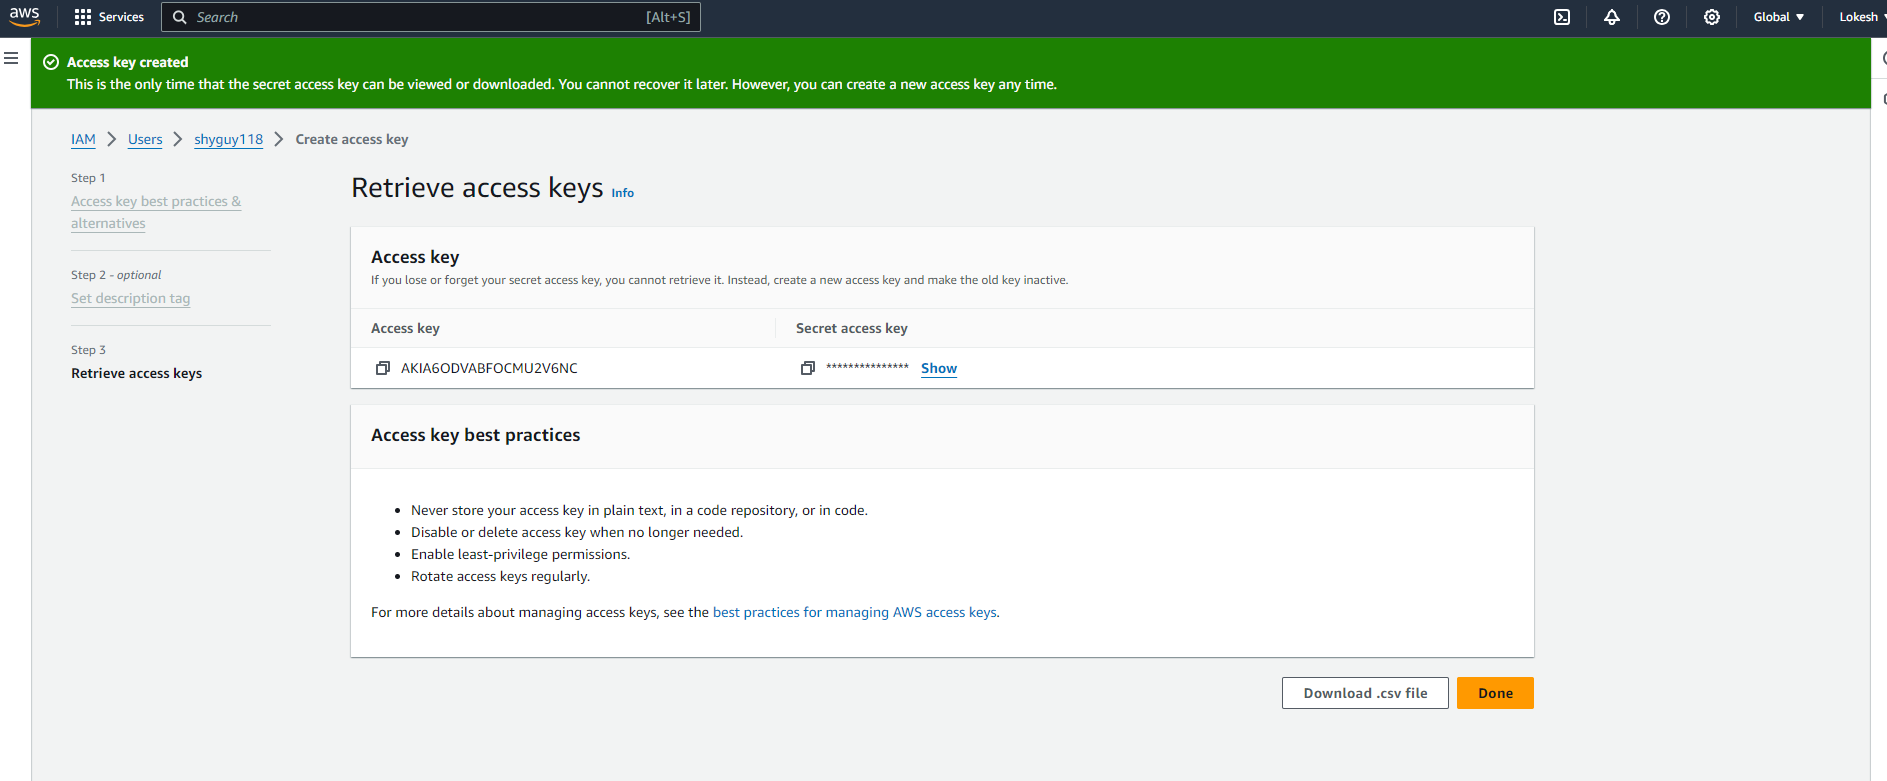 aws
Services
Search
[Alt+S]
Global
Lokesh
Access key created
This is the only time that the secret access key can be viewed or downloaded. You cannot recover it later. However, you can create a new access key any time.
IAM > Users > shyguy118 > Create access key
Step 1
Access key best practices &
alternatives
Step 2 - optional
Set description tag
Step 3
Retrieve access keys
Retrieve access keys Info
Access key
If you lose or forget your secret access key, you cannot retrieve it. Instead, create a new access key and make the old key inactive.
Access key
Secret access key
AKIA6ODVABFOCMU2V6NC
*************** Show
Access key best practices
• Never store your access key in plain text, in a code repository, or in code.
• Disable or delete access key when no longer needed.
• Enable least-privilege permissions.
• Rotate access keys regularly.
For more details about managing access keys, see the best practices for managing AWS access keys.
Download .csv file
Done